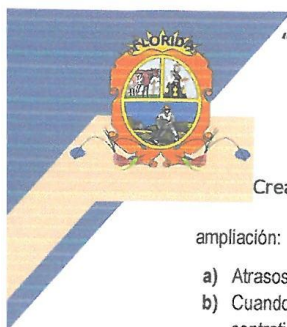 FLORIDA
“
Crea
ampliación:
a) Atrasos
b) Cuando